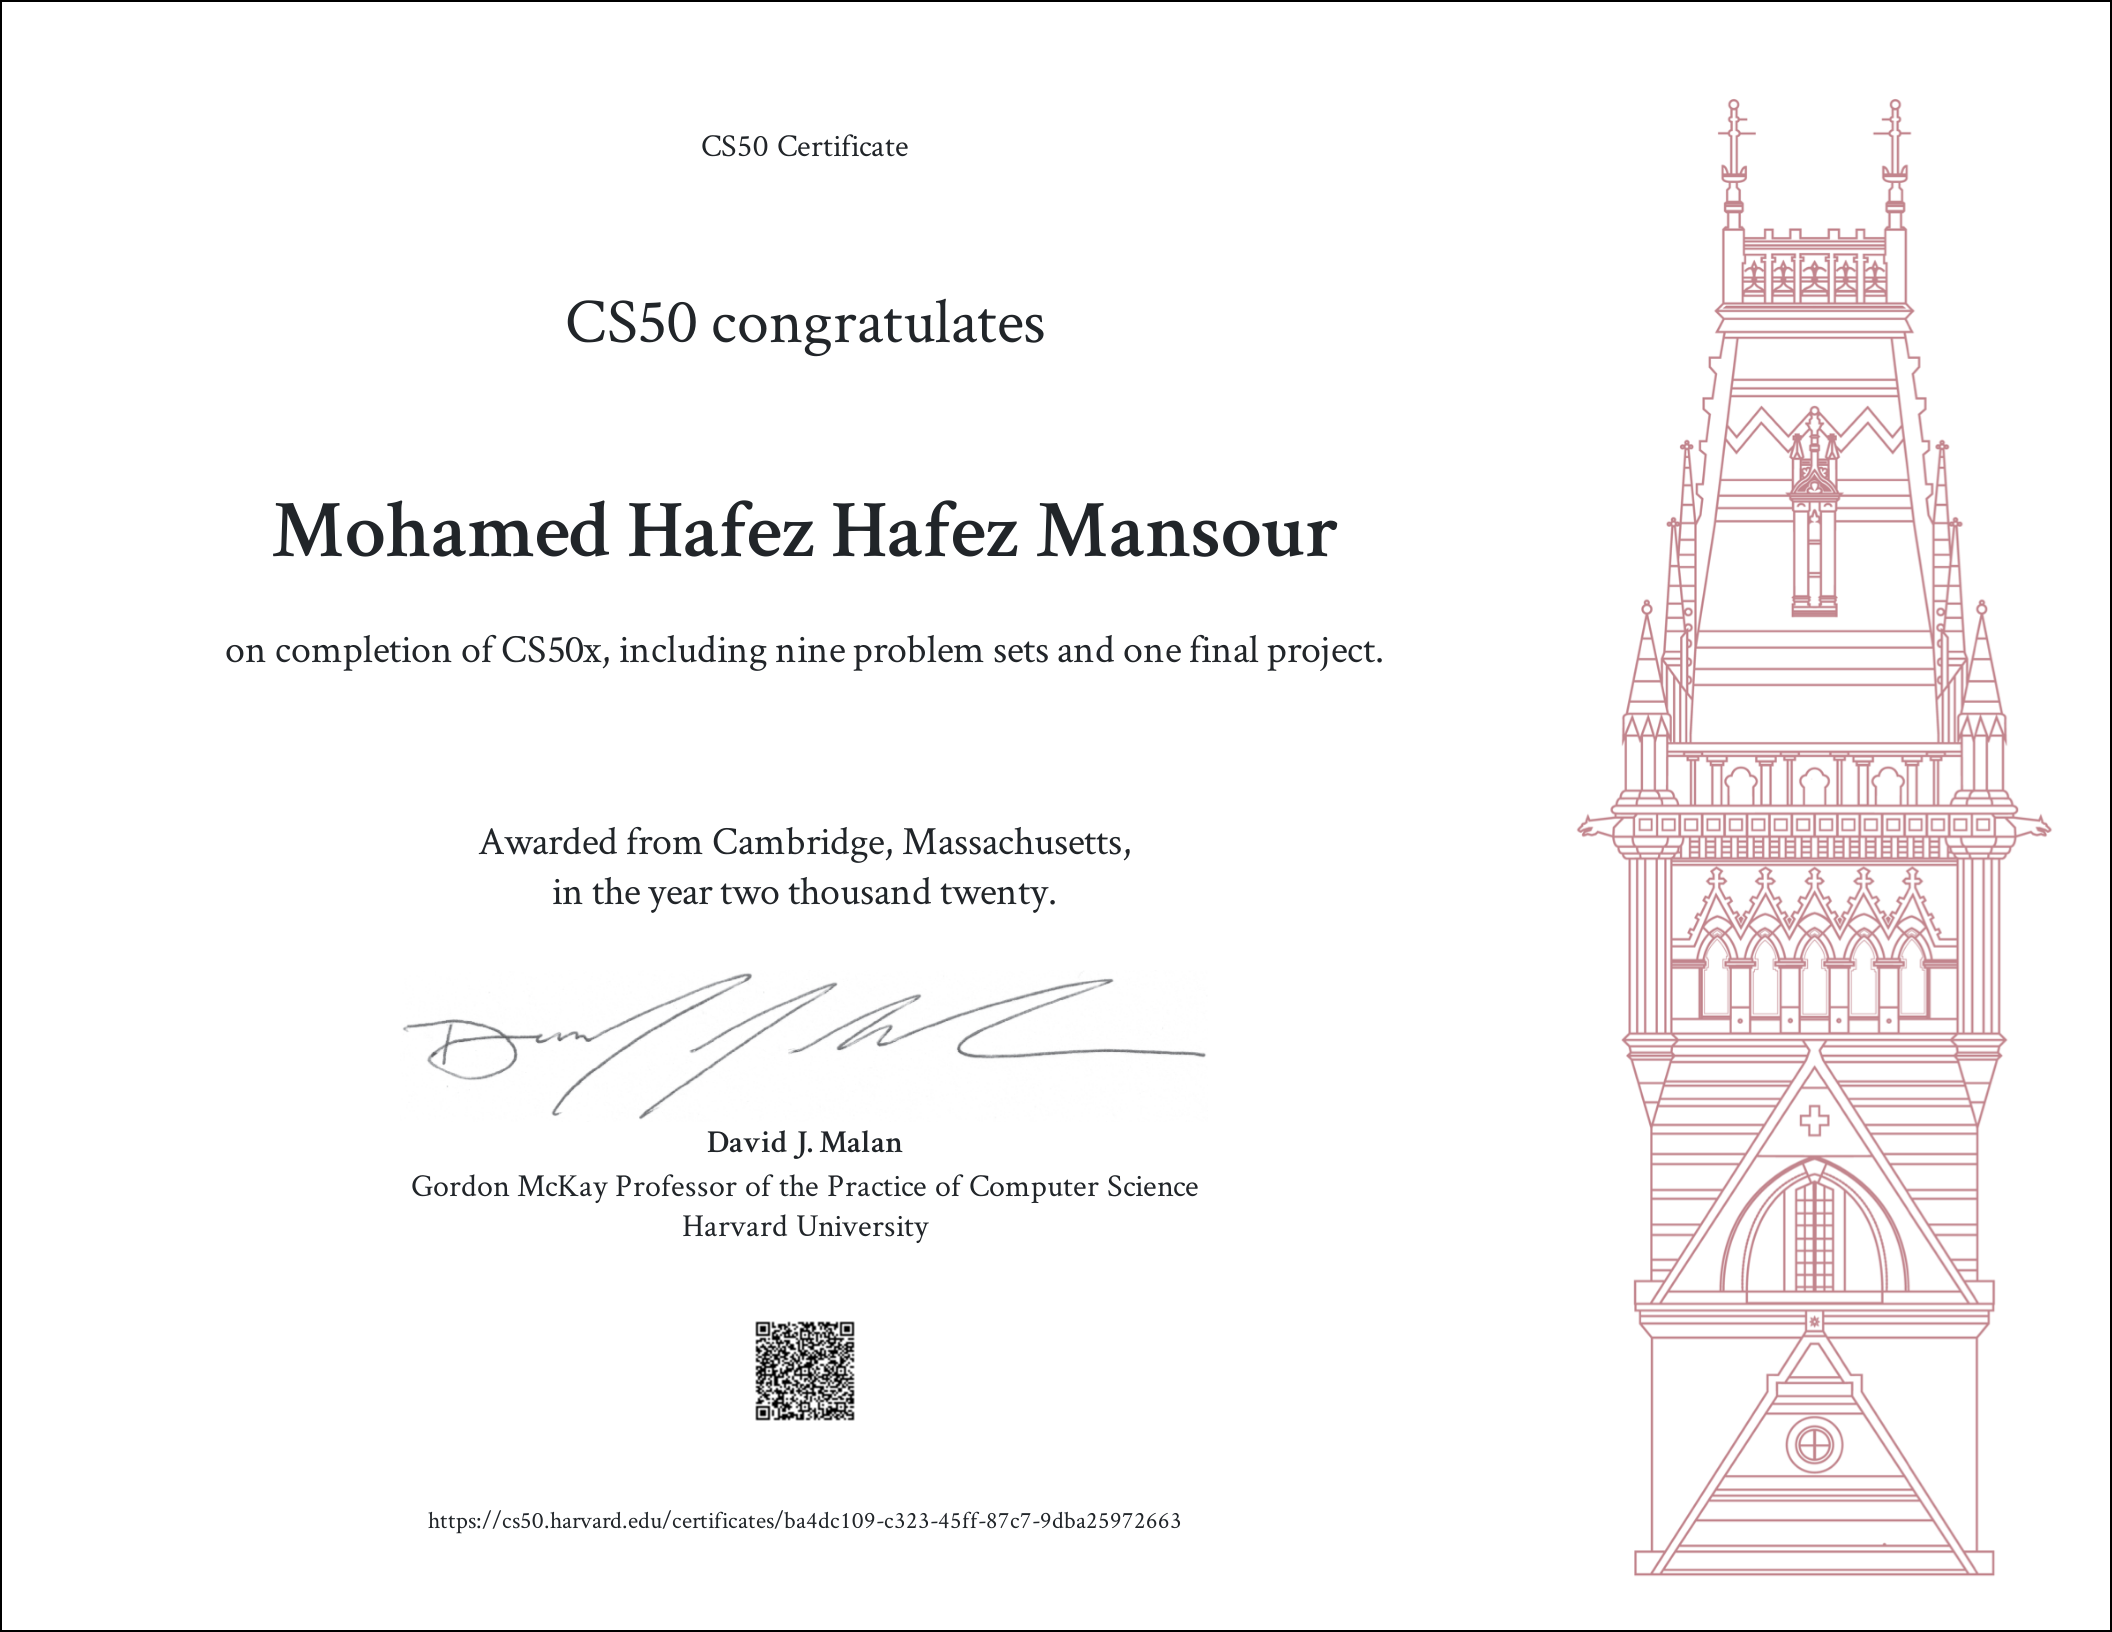 CS50 Certificate
CS50 congratulates
Mohamed Hafez Hafez Mansour
on completion of CS50x, including nine problem sets and one final project.
Awarded from Cambridge, Massachusetts,
in the year two thousand twenty.
David J. Malan
Gordon McKay Professor of the Practice of Computer Science
Harvard University
https://cs50.harvard.edu/certificates/ba4dc109-c323-45ff-87c7-9dba25972663